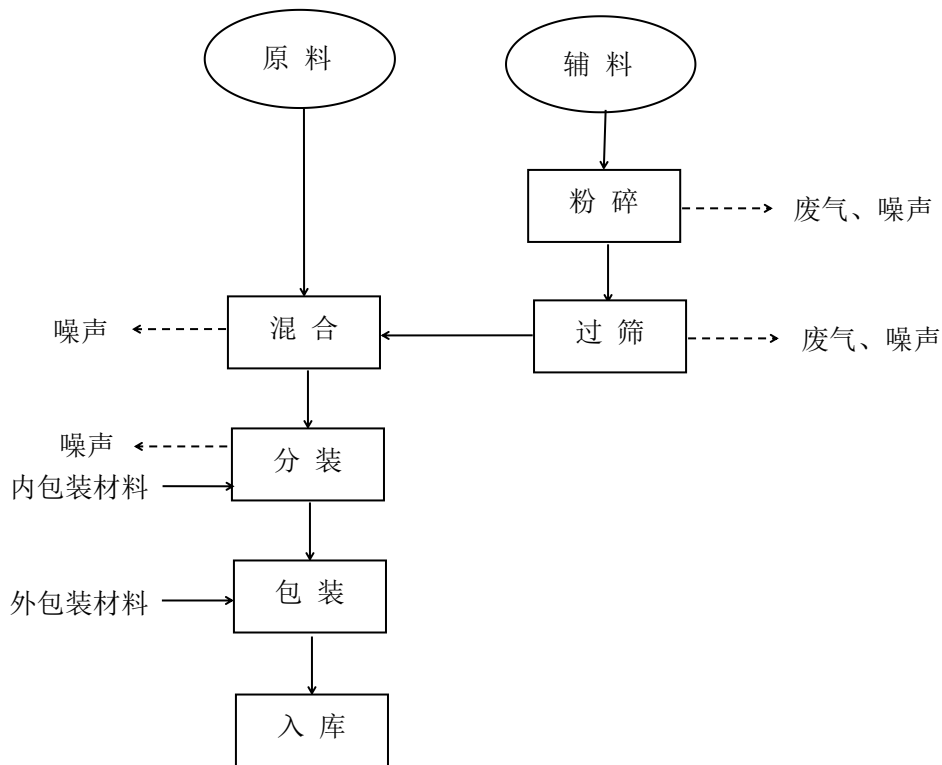 原 料
辅 料
粉 碎
废气、噪声
噪声
混 合
过 筛
废气、噪声
噪声
分 装
内包装材料
外包装材料
包 装
入 库